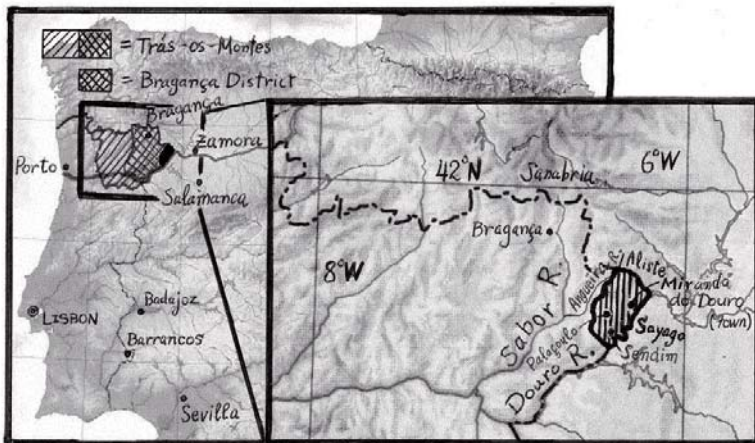 = Trás-os-Montes
= Bragança District
Bragança
Zamora
Porto
Salamanca
LISBON
Badajoz
Barrancos
Sevilla
42°N
Sanabria
6°W
Bragança
8°W
Angueira R.
Aliste
Miranda
do Douro
(Town)
Sabor R.
Palaçoulo
Sayago
Sendim
Douro R.